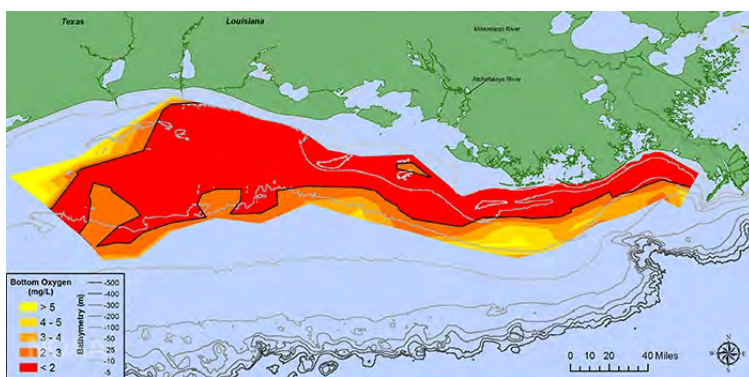 Texas
Louisiana
Mississippi River
Atchafalaya River
Bottom Oxygen
(mg/L)
> 5
4 - 5
3 - 4
2 - 3
< 2
Bathymetry (m)
-500
-400
-300
-200
-100
-50
-25
-10
-5
0 10 20 40 Miles
N
W
E
S